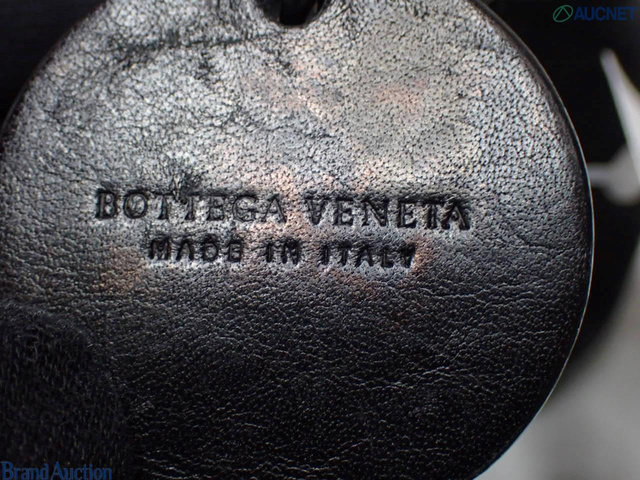 AUCNET
BOTTEGA VENETA
MADE IN ITALY
Brand Auction